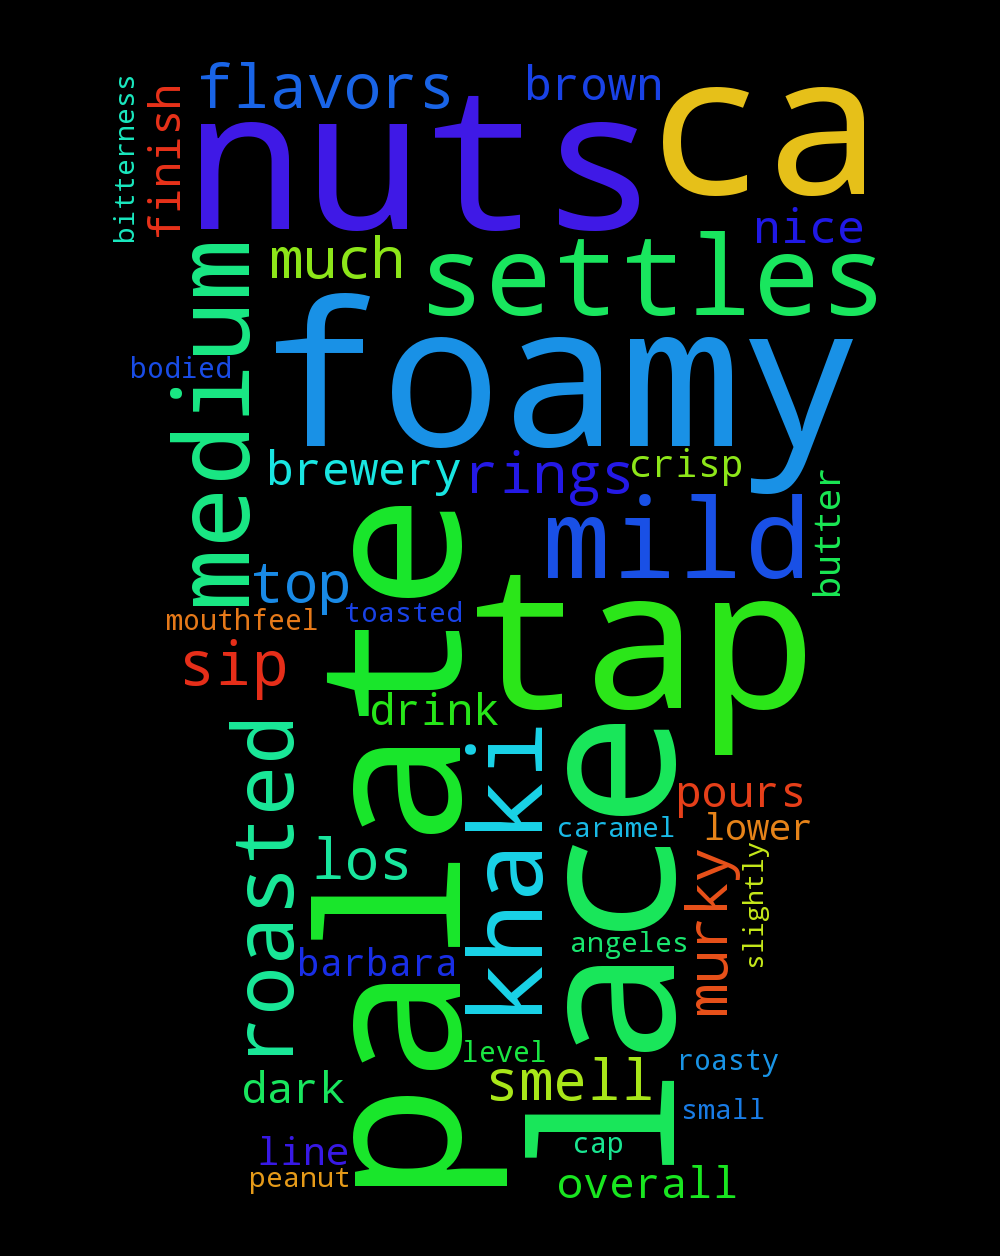 flavors
brown
ca
nuts
bitterness
finish
nice
much
settles
medium
foamy
bodied
brewery
rings
crisp
butter
mild
top
toasted
tap
mouthfeel
sip
palate
drink
roasted
khaki
lace
pours
caramel
lower
los
murky
slightly
angeles
barbara
level
roasty
smell
dark
small
cap
line
peanut
overall